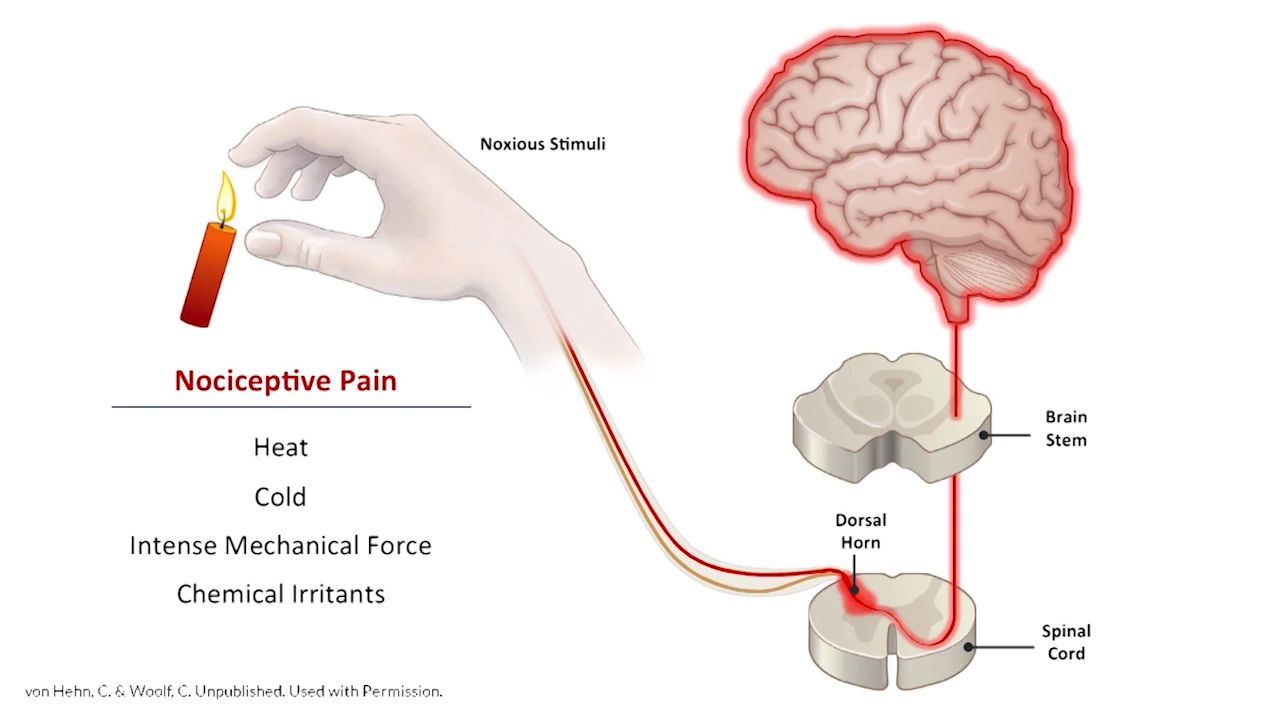 Noxious Stimuli
Nociceptive Pain
Heat
Cold
Intense Mechanical Force
Chemical Irritants
Brain
Stem
Dorsal
Horn
Spinal
Cord
von Hehn, C. & Woolf, C. Unpublished. Used with Permission.